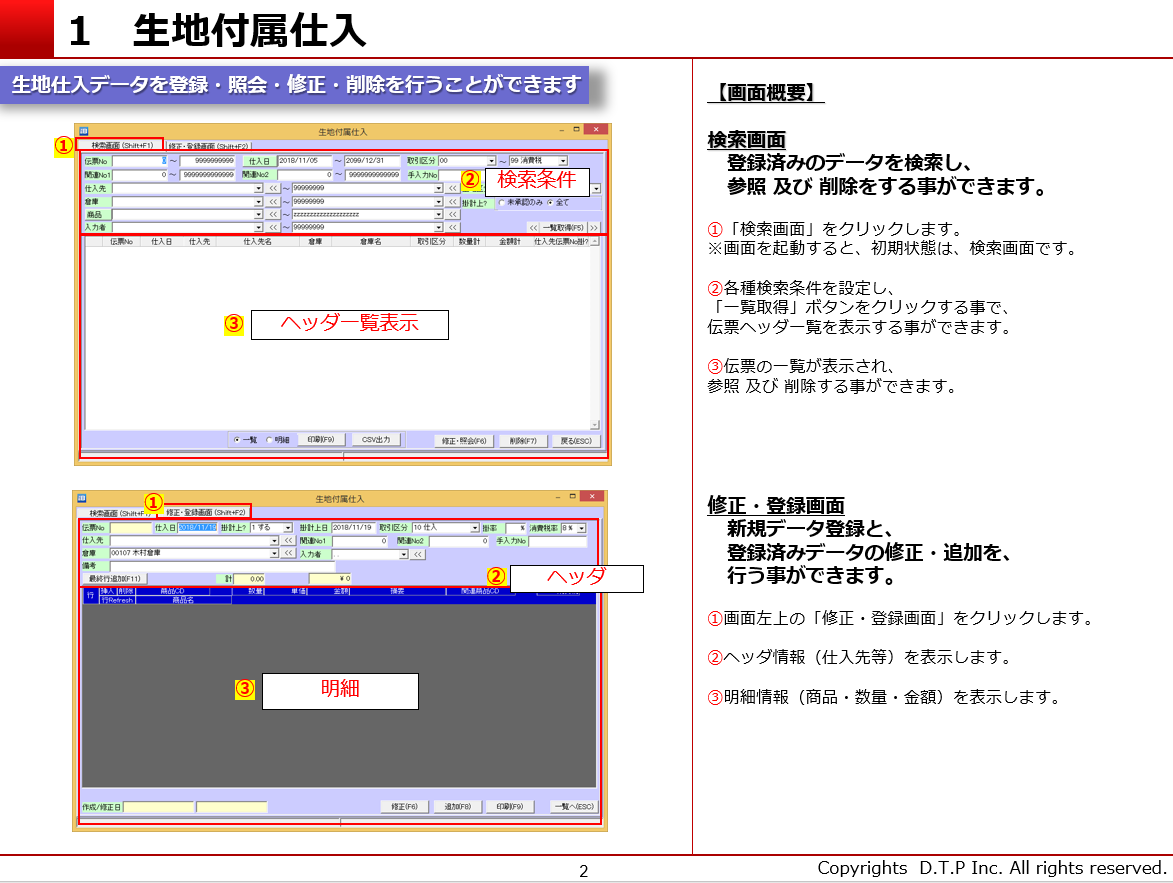 1　生地付属仕入
生地仕入データを登録・照会・修正・削除を行うことができます
生地付属仕入
①
検索画面 (Shift+F1) 修正・登録画面 (Shift+F2)
伝票No 0 ～ 9999999999 仕入日 2018/11/05 ～ 2099/12/31 取引区分 00 ～ 99 消費税
関連No1 0 ～ 9999999999 関連No2 0 ～ 9999999999 手入力No
仕入先 << ～ 99999999 <<
② 検索条件
倉庫 << ～ 99999999 << 掛計上? 未承認のみ 全て
商品 << ～ zzzzzzzzzzzzzzzzzzzz <<
入力者 << ～ 99999999 << << 一覧取得(F5) >>
伝票No 仕入日 仕入先 仕入先名 倉庫 倉庫名 取引区分 数量計 金額計 仕入先伝票No 掛?
③ ヘッダ一覧表示
一覧 明細 印刷(F9) CSV出力 修正・照会(F6) 削除(F7) 戻る(ESC)
生地付属仕入
①
検索画面 (Shift+F1) 修正・登録画面 (Shift+F2)
伝票No 仕入日 2018/11/19 掛計上? 1 する 掛計上日 2018/11/19 取引区分 10 仕入 掛率 % 消費税率 8 %
仕入先 << 関連No1 0 関連No2 0 手入力No
倉庫 00107 木村倉庫 << 入力者 . . <<
備考
最終行追加(F11) 計 0.00 ¥ 0
② ヘッダ
行 挿入 削除 商品CD 数量 単価 金額 摘要 関連商品CD
行Refresh 商品名
③ 明細
作成/修正日 修正(F6) 追加(F8) 印刷(F9) 一覧へ(ESC)
【画面概要】
検索画面
登録済みのデータを検索し、
参照 及び 削除をする事ができます。
①「検索画面」をクリックします。
※画面を起動すると、初期状態は、検索画面です。
②各種検索条件を設定し、
「一覧取得」ボタンをクリックする事で、
伝票ヘッダ一覧を表示する事ができます。
③伝票の一覧が表示され、
参照 及び 削除する事ができます。
修正・登録画面
新規データ登録と、
登録済みデータの修正・追加を、
行う事ができます。
①画面左上の「修正・登録画面」をクリックします。
②ヘッダ情報（仕入先等）を表示します。
③明細情報（商品・数量・金額）を表示します。
2
Copyrights D.T.P Inc. All rights reserved.